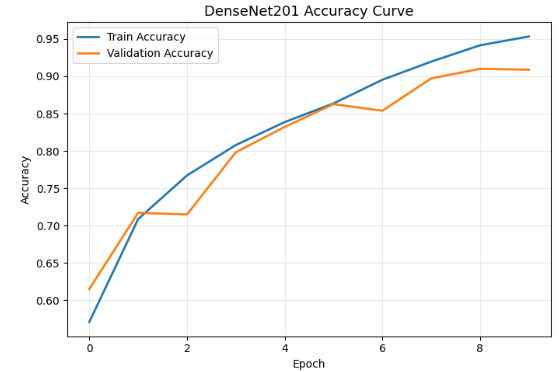 DenseNet201 Accuracy Curve
Train Accuracy
Validation Accuracy
0.95
0.90
0.85
0.80
0.75
0.70
0.65
0.60
Accuracy
0 2 4 6 8
Epoch